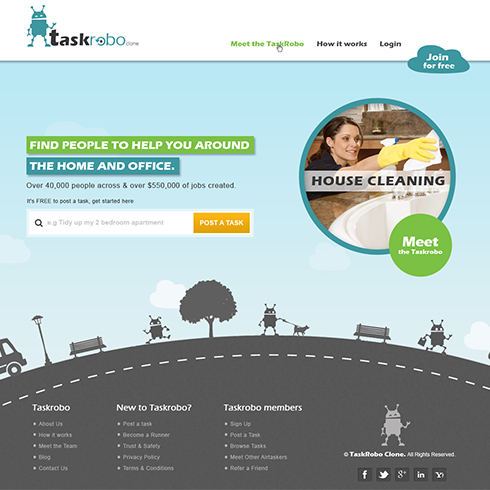 taskrobo clone
Meet the TaskRobo How it works Login
Join
for free
FIND PEOPLE TO HELP YOU AROUND
THE HOME AND OFFICE.
Over 40,000 people across & over $550,000 of jobs created.
It's FREE to post a task, get started here
e.g Tidy up my 2 bedroom apartment POST A TASK
HOUSE CLEANING
Meet
the Taskrobo
Taskrobo
About Us
How it works
Meet the Team
Blog
Contact Us
New to Taskrobo?
Post a task
Become a Runner
Trust & Safety
Privacy Policy
Terms & Conditions
Taskrobo members
Sign Up
Post a Task
Browse Tasks
Meet Other Airtaskers
Refer a Friend
© TaskRobo Clone. All Rights Reserved.